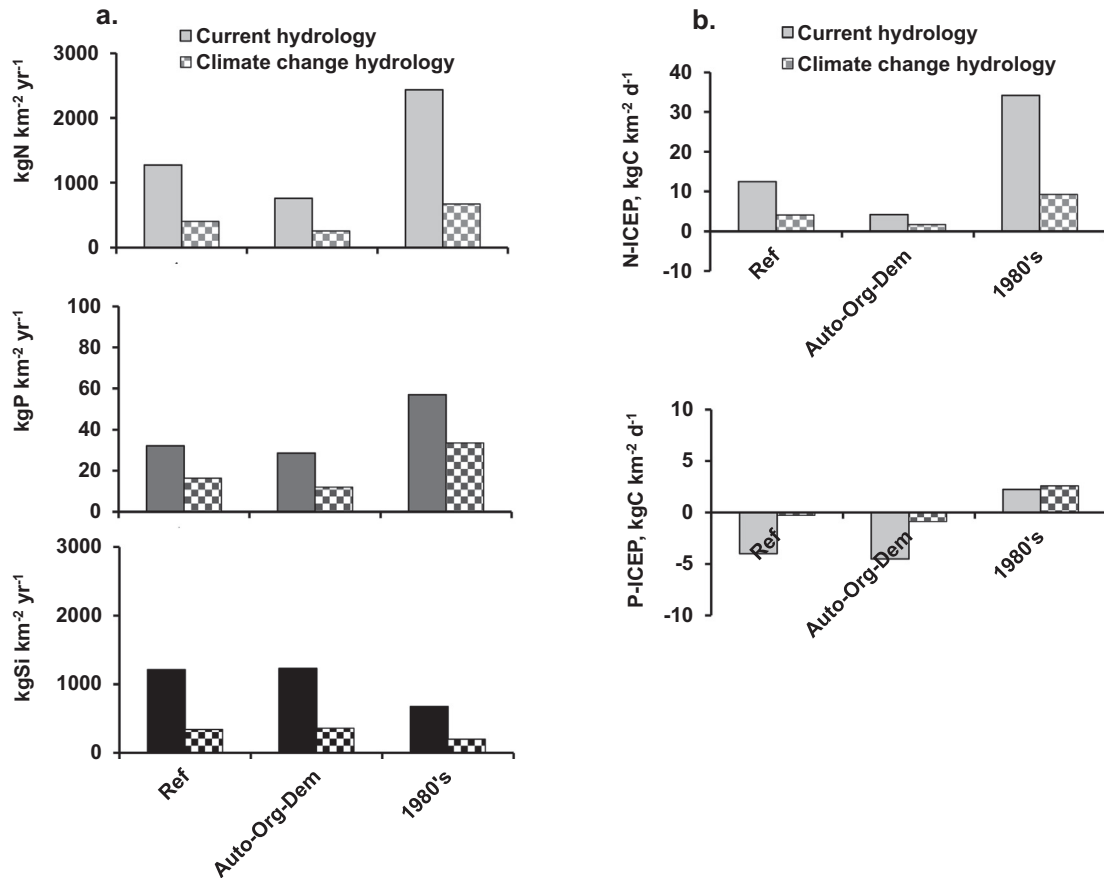 a.
Current hydrology
Climate change hydrology
kgN km-2 yr-1
3000
2000
1000
0
kgP km-2 yr-1
100
80
60
40
20
0
kgSi km-2 yr-1
3000
2000
1000
0
Ref
Auto-Org-Dem
1980's
b.
Current hydrology
Climate change hydrology
N-ICEP, kgC km-2 d-1
40
30
20
10
0
-10
Ref
Auto-Org-Dem
1980's
P-ICEP, kgC km-2 d-1
10
5
0
-5
-10
Ref
Auto-Org-Dem
1980's